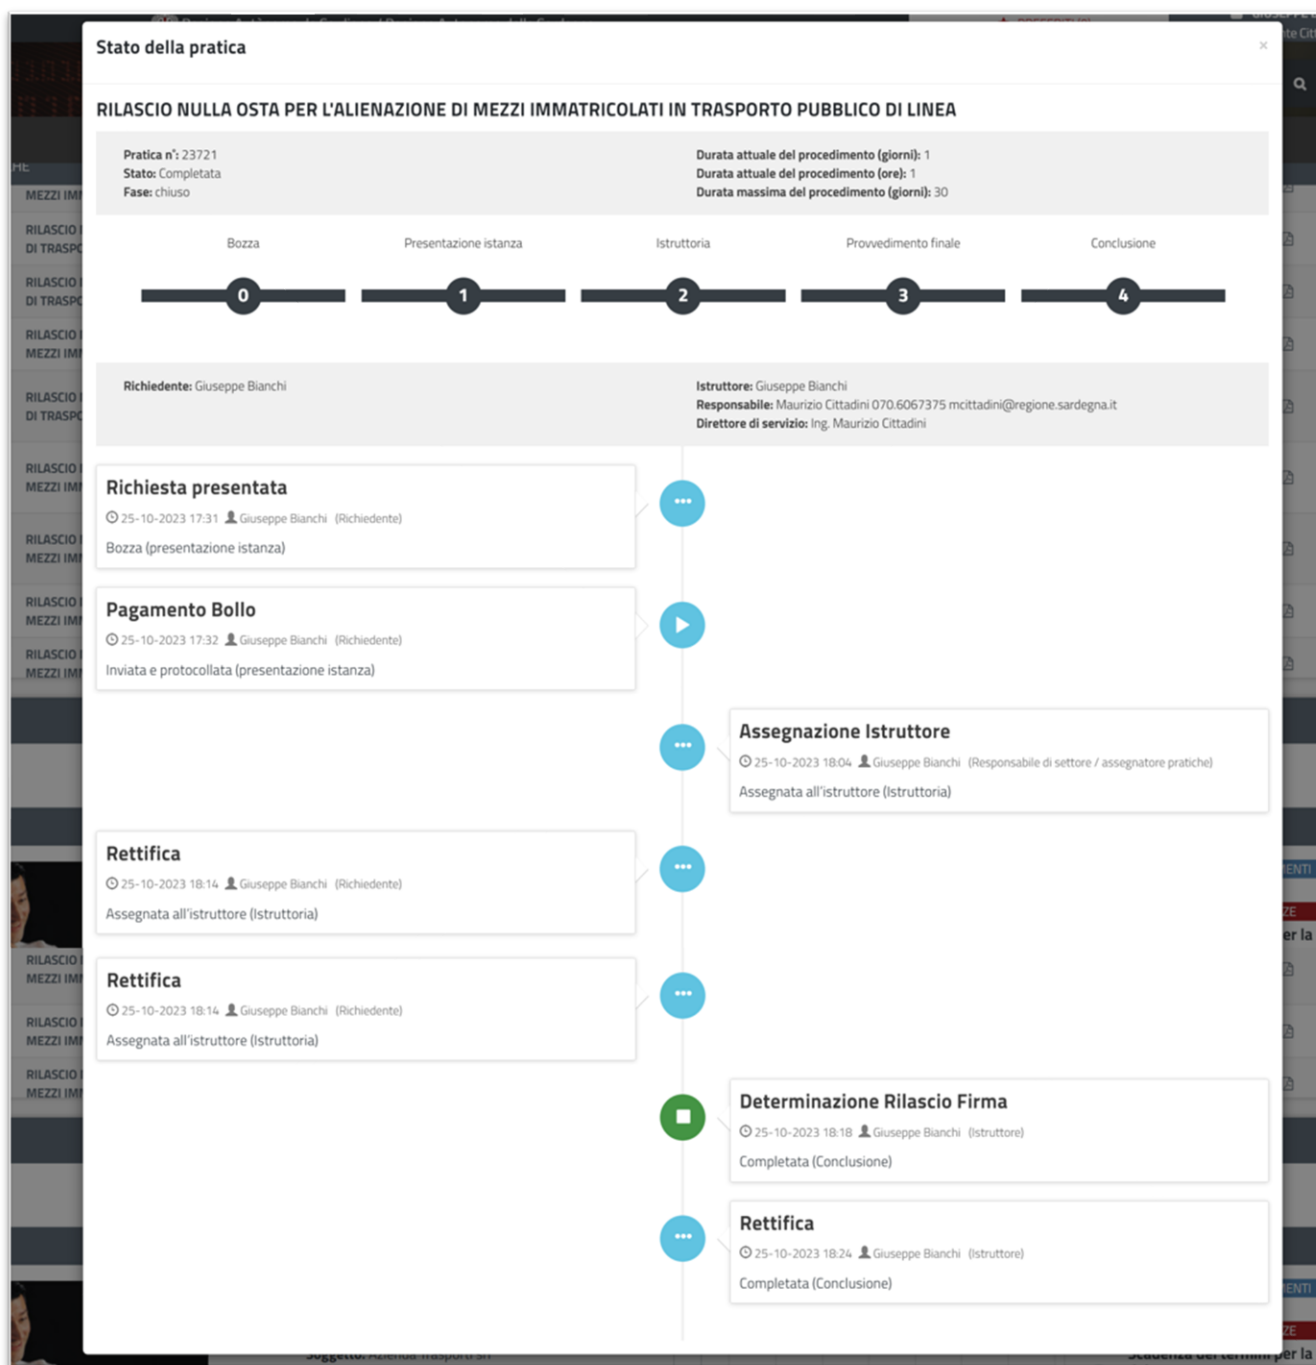 Stato della pratica
×
RILASCIO NULLA OSTA PER L'ALIENAZIONE DI MEZZI IMMATRICOLATI IN TRASPORTO PUBBLICO DI LINEA
Pratica n°: 23721
Stato: Completata
Fase: chiuso
Durata attuale del procedimento (giorni): 1
Durata attuale del procedimento (ore): 1
Durata massima del procedimento (giorni): 30
Bozza
Presentazione istanza
Istruttoria
Provvedimento finale
Conclusione
0
1
2
3
4
Richiedente: Giuseppe Bianchi
Istruttore: Giuseppe Bianchi
Responsabile: Maurizio Cittadini 070.6067375 mcittadini@regione.sardegna.it
Direttore di servizio: Ing. Maurizio Cittadini
Richiesta presentata
25-10-2023 17:31 Giuseppe Bianchi (Richiedente)
Bozza (presentazione istanza)
Pagamento Bollo
25-10-2023 17:32 Giuseppe Bianchi (Richiedente)
Inviata e protocollata (presentazione istanza)
Assegnazione Istruttore
25-10-2023 18:04 Giuseppe Bianchi (Responsabile di settore / assegnatore pratiche)
Assegnata all'istruttore (Istruttoria)
Rettifica
25-10-2023 18:14 Giuseppe Bianchi (Richiedente)
Assegnata all'istruttore (Istruttoria)
Rettifica
25-10-2023 18:14 Giuseppe Bianchi (Richiedente)
Assegnata all'istruttore (Istruttoria)
Determinazione Rilascio Firma
25-10-2023 18:18 Giuseppe Bianchi (Istruttore)
Completata (Conclusione)
Rettifica
25-10-2023 18:24 Giuseppe Bianchi (Istruttore)
Completata (Conclusione)